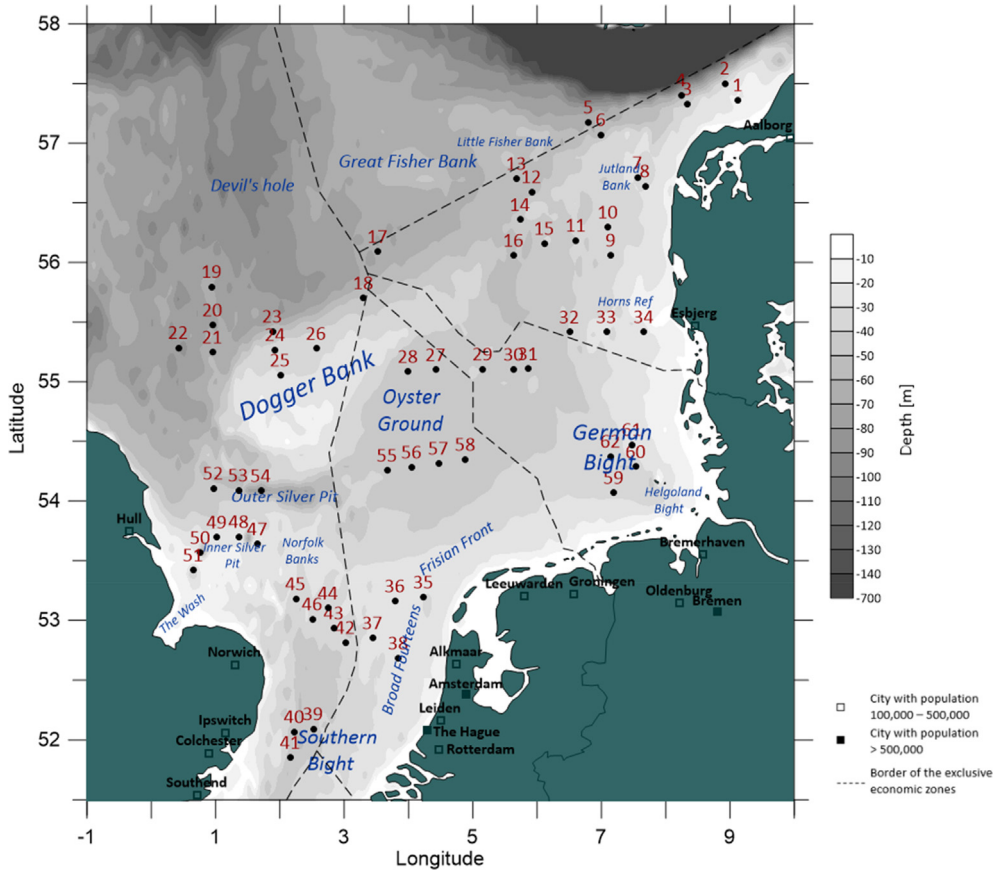 58
57
56
55
54
53
52
Latitude
-1
1
3
5
7
9
Longitude
2
1
4
3
5
6
Aalborg
Little Fisher Bank
Great Fisher Bank
Devil's hole
13
12
7
8
Jutland
Bank
14
10
15
11
16
9
17
18
19
20
21
22
23
24
25
26
Horns Ref
32
33
34
Esbjerg
Dogger Bank
28
27
29
30
31
Oyster
Ground
German
Bight
61
62
60
59
55
56
57
58
Helgoland
Bight
52
53
54
Outer Silver Pit
Hull
49
48
47
50
51
Inner Silver
Pit
Norfolk
Banks
Frisian Front
Bremerhaven
Leeuwarden
Groningen
Oldenburg
Bremen
45
44
46
43
42
36
35
37
38
Broad Fourteens
The Wash
Norwich
Alkmaar
Amsterdam
Leiden
The Hague
Rotterdam
Ipswich
Colchester
Southend
40
39
41
Southern
Bight
-10
-20
-30
-40
-50
-60
-70
-80
-90
-100
-110
-120
-130
-140
-700
Depth [m]
City with population
100,000 – 500,000
City with population
> 500,000
Border of the exclusive
economic zones